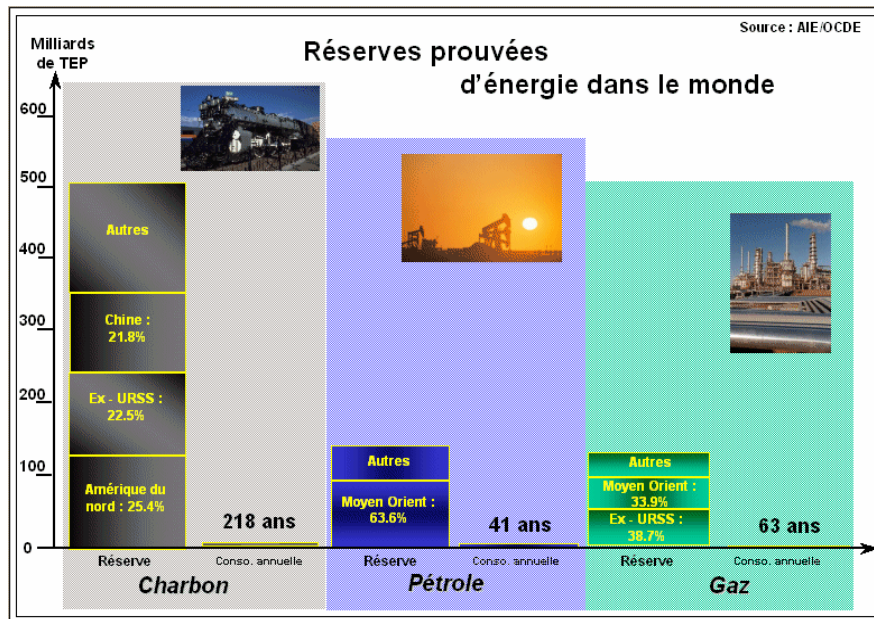 Source : AIE/OCDE
Milliards
de TEP
Réserves prouvées
d'énergie dans le monde
600
500
400
300
200
100
0
Autres
Chine :
21.8%
Ex - URSS :
22.5%
Amérique du
nord : 25.4%
218 ans
Autres
Moyen Orient :
63.6%
41 ans
Autres
Moyen Orient :
33.9%
Ex - URSS :
38.7%
63 ans
Réserve
Conso. annuelle
Réserve
Conso. annuelle
Réserve
Conso. annuelle
Charbon
Pétrole
Gaz